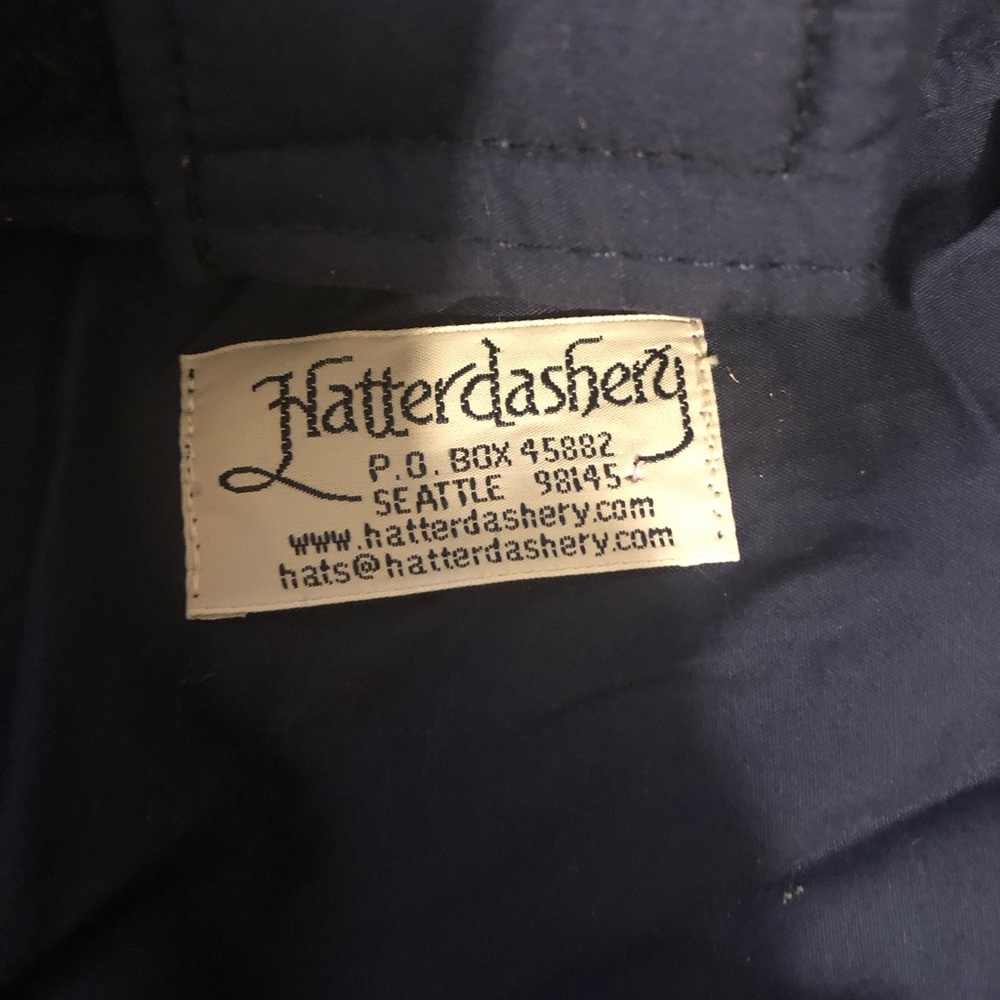 Hatterdashery
P.O. BOX 45882
SEATTLE 98145
www.hatterdashery.com
hats@hatterdashery.com